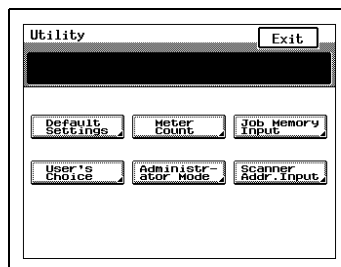 Utility
Exit
Default
Settings
Meter
Count
Job Memory
Input
User's
Choice
Administr-
ator Mode
Scanner
Addr.Input